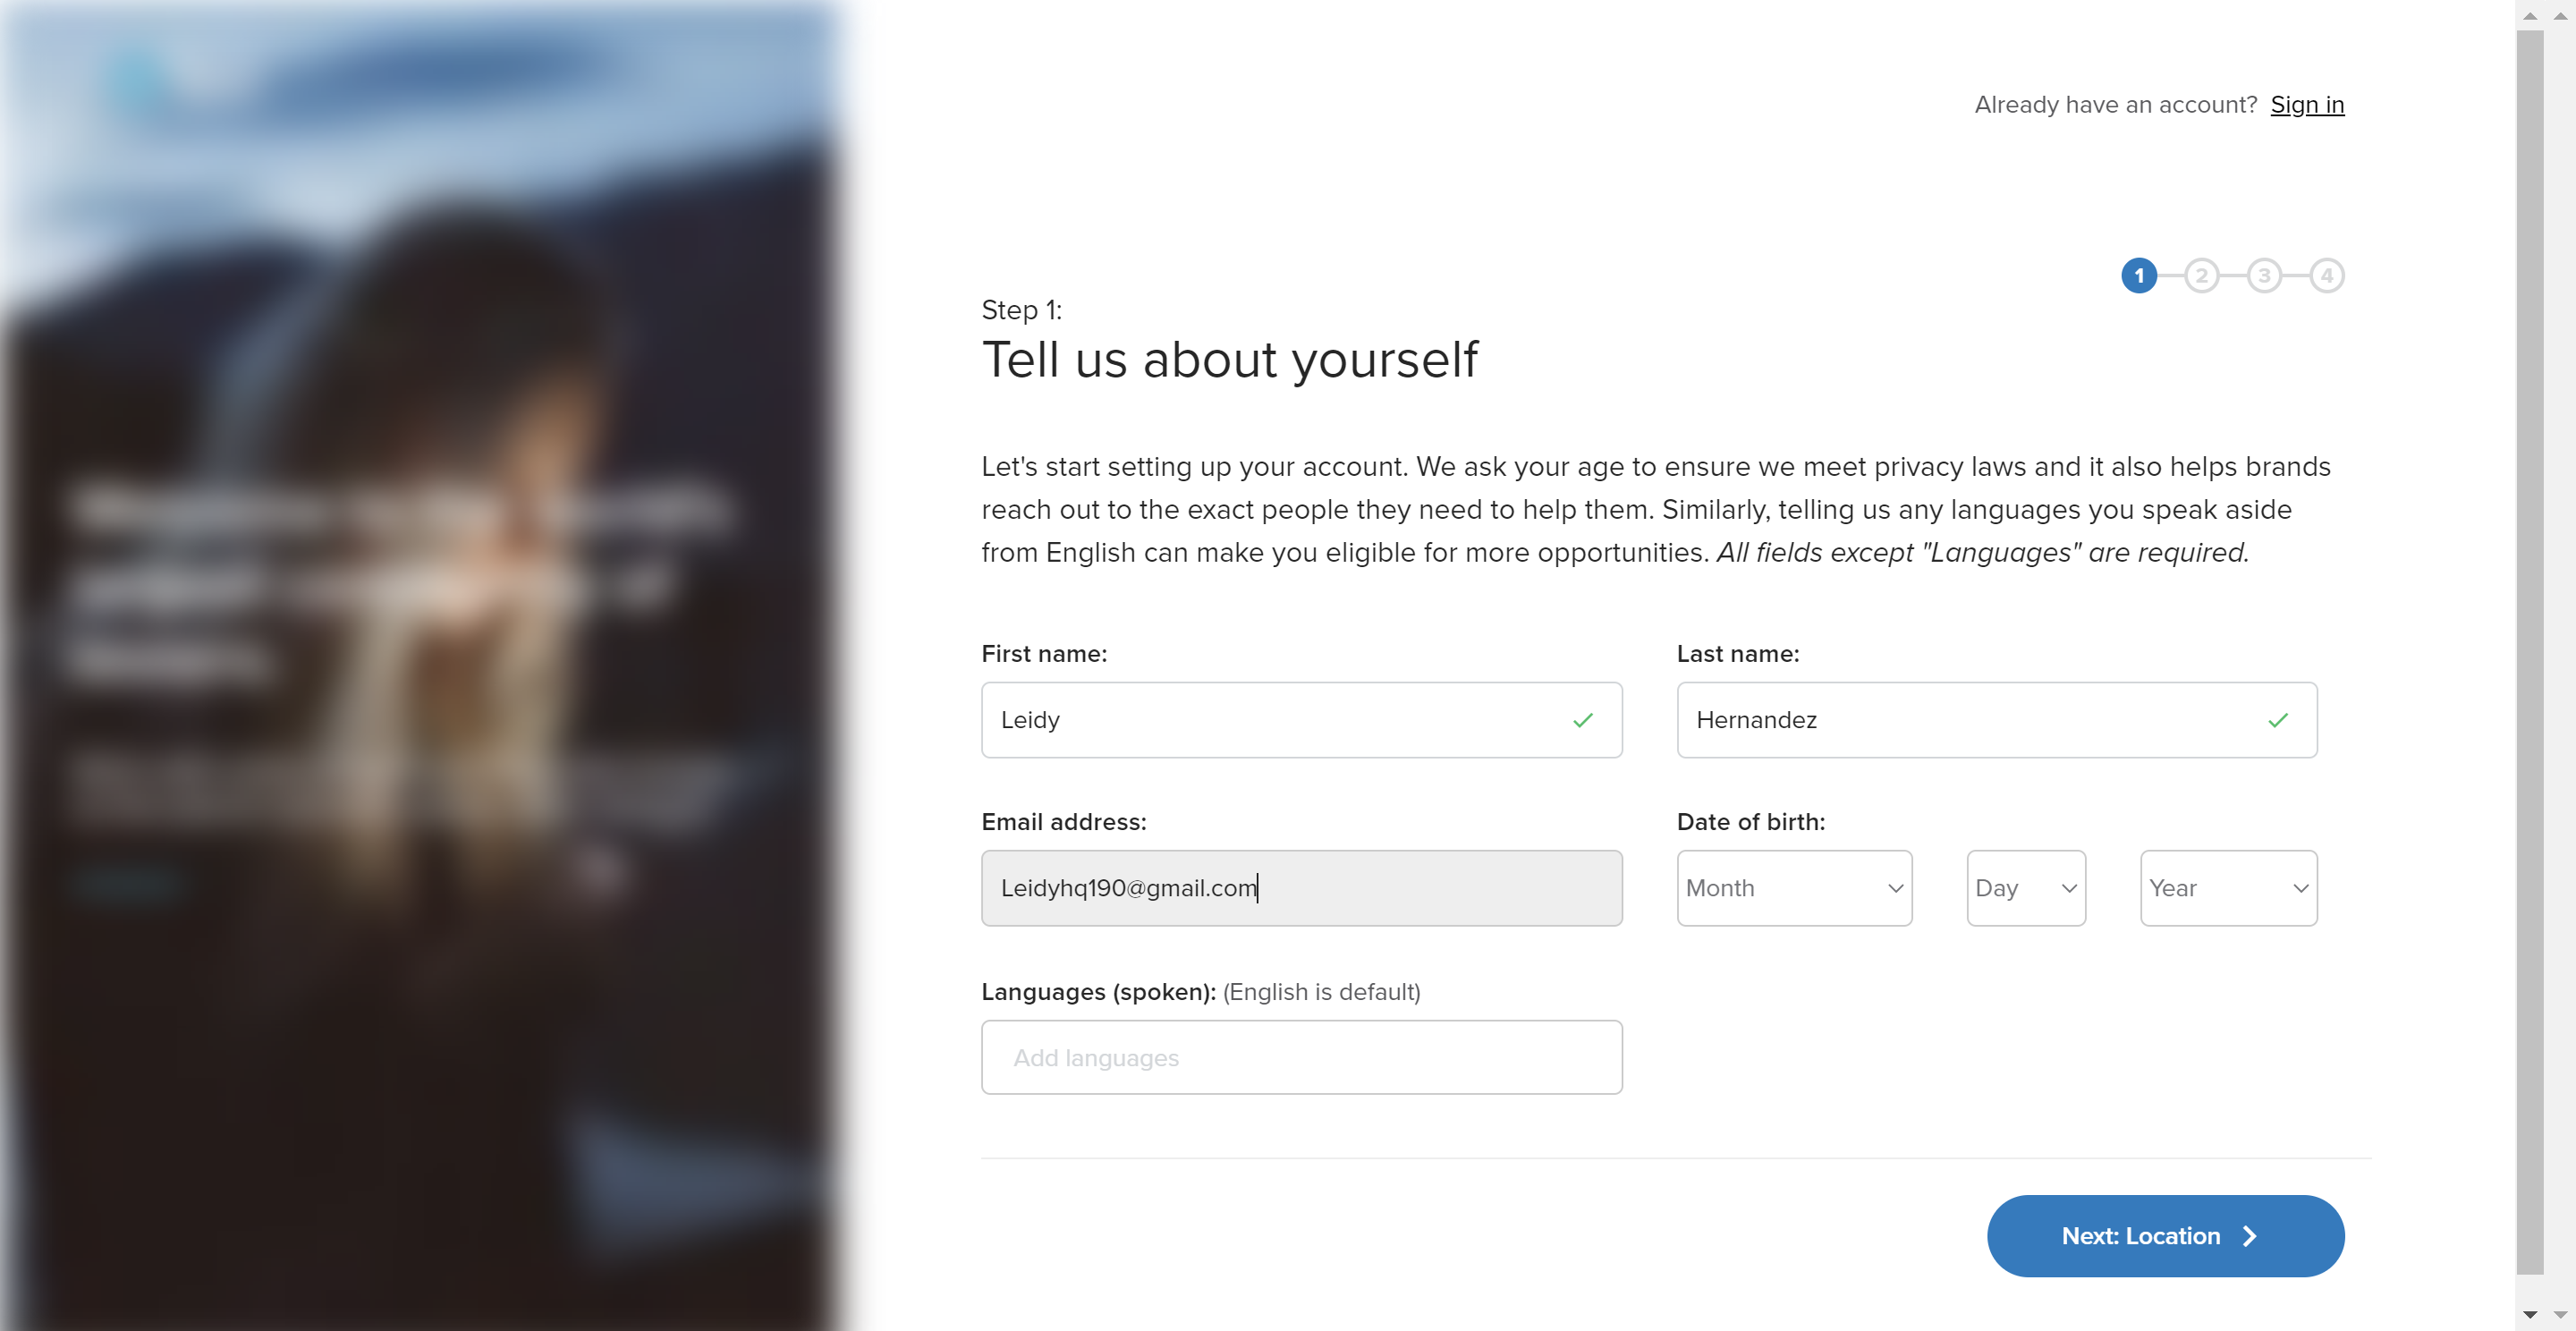 Already have an account? Sign in
1 2 3 4
Step 1:
Tell us about yourself
Let's start setting up your account. We ask your age to ensure we meet privacy laws and it also helps brands
reach out to the exact people they need to help them. Similarly, telling us any languages you speak aside
from English can make you eligible for more opportunities. All fields except "Languages" are required.
First name:
Last name:
Leidy
Hernandez
Email address:
Date of birth:
Leidyhq190@gmail.com
Month
Day
Year
Languages (spoken): (English is default)
Add languages
Next: Location